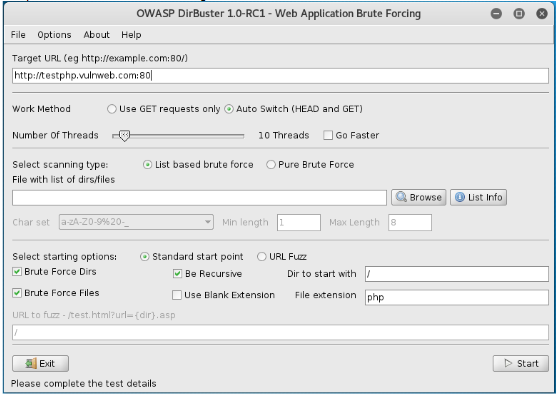 OWASP DirBuster 1.0-RC1 - Web Application Brute Forcing
File Options About Help
Target URL (eg http://example.com:80/)
http://testphp.vulnweb.com:80
Work Method Use GET requests only Auto Switch (HEAD and GET)
Number Of Threads 10 Threads Go Faster
Select scanning type: List based brute force Pure Brute Force
File with list of dirs/files
Browse List Info
Char set a-zA-Z0-9%20-_ Min length 1 Max Length 8
Select starting options: Standard start point URL Fuzz
Brute Force Dirs Be Recursive Dir to start with /
Brute Force Files Use Blank Extension File extension php
URL to fuzz - /test.html?url={dir}.asp
/
Exit Start
Please complete the test details